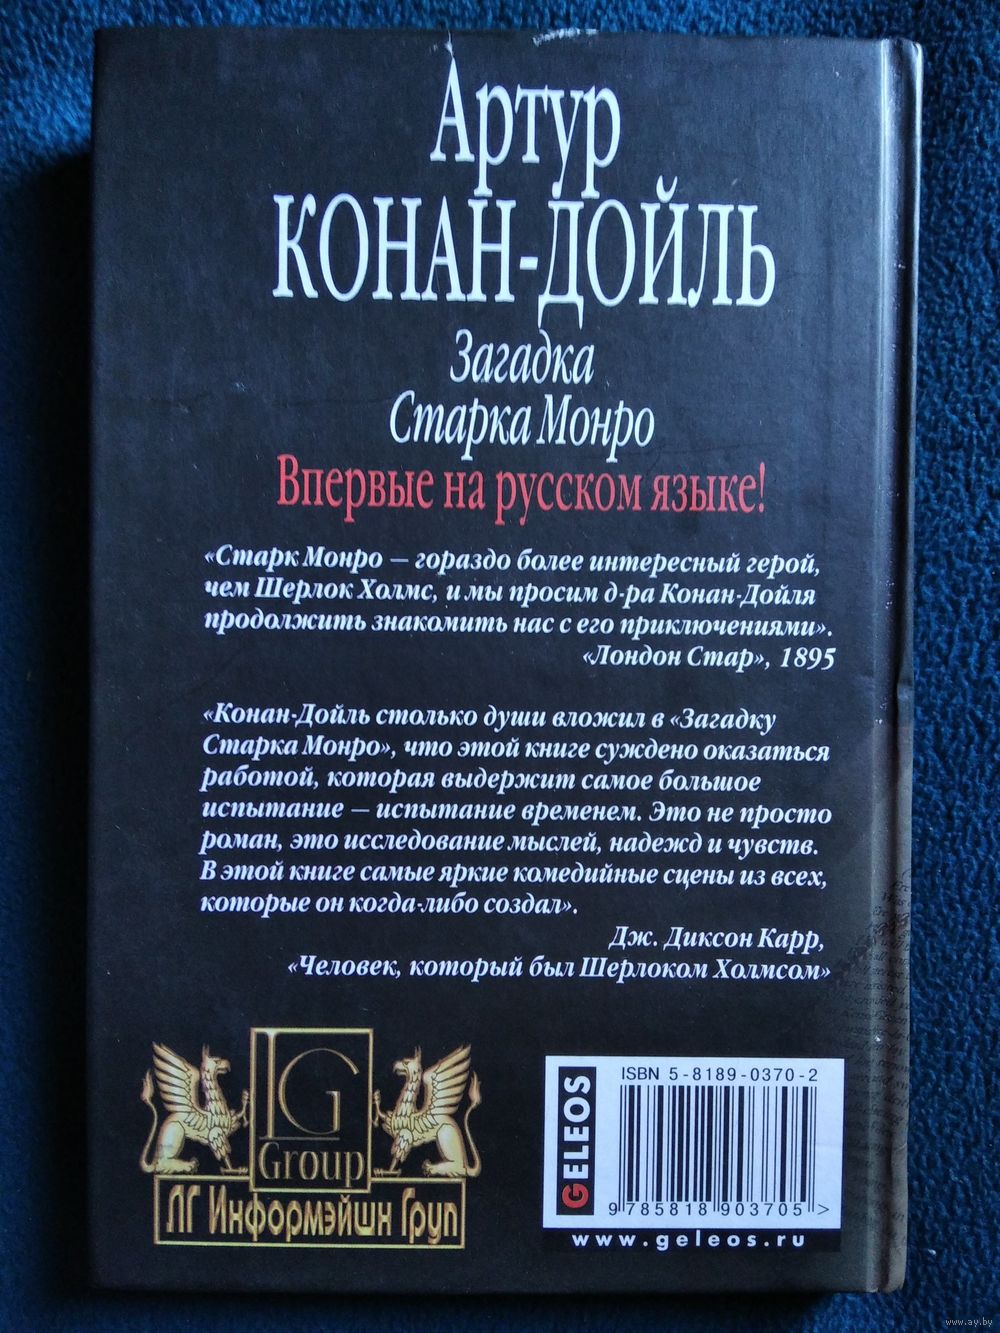 Артур
КОНАН-ДОЙЛЬ
Загадка
Старка Монро
Впервые на русском языке!
«Старк Монро — гораздо более интересный герой,
чем Шерлок Холмс, и мы просим д-ра Конан-Дойля
продолжить знакомить нас с его приключениями».
«Лондон Стар», 1895
«Конан-Дойль столько души вложил в «Загадку
Старка Монро», что этой книге суждено оказаться
работой, которая выдержит самое большое
испытание — испытание временем. Это не просто
роман, это исследование мыслей, надежд и чувств.
В этой книге самые яркие комедийные сцены из всех,
которые он когда-либо создал».
Дж. Диксон Карр,
«Человек, который был Шерлоком Холмсом»
LG
Group
ЛГ Информэйшн Груп
GELEOS
ISBN 5-8189-0370-2
9 785818 903705 >
www.geleos.ru
www.ay.by